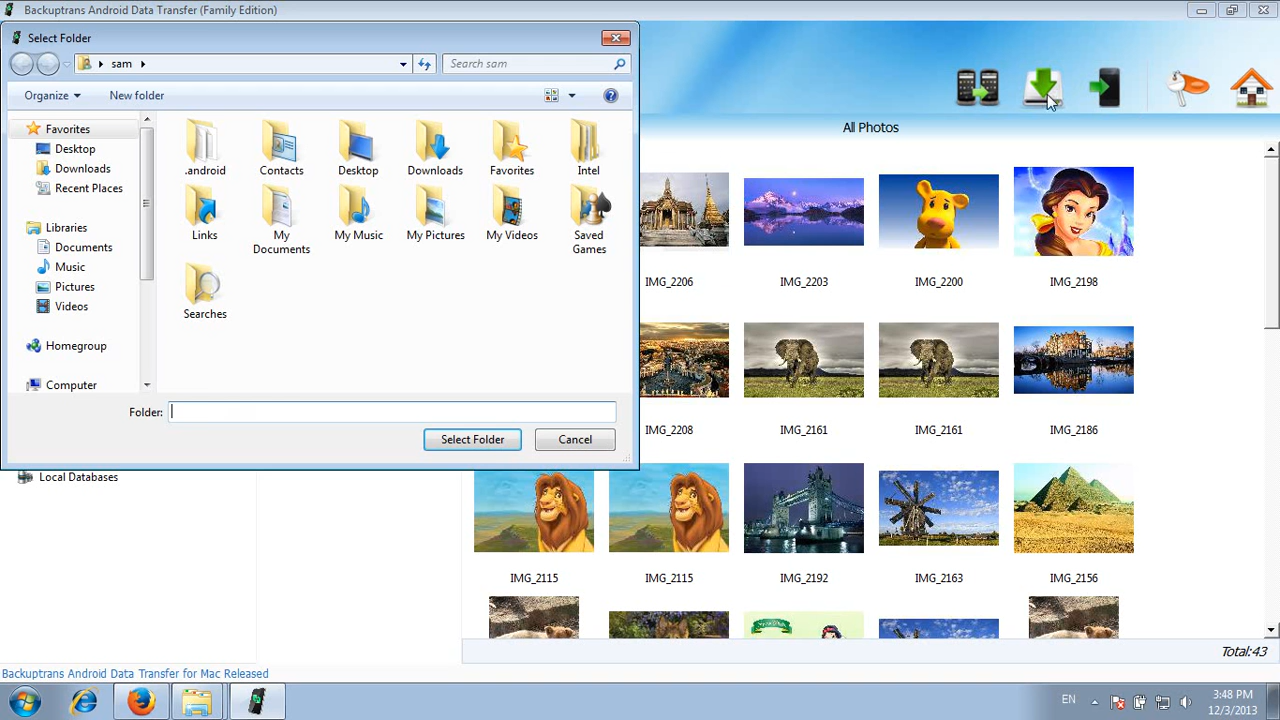 Backuptrans Android Data Transfer (Family Edition)
Select Folder
sam
Search sam
Organize
New folder
Favorites
Desktop
Downloads
Recent Places
Libraries
Documents
Music
Pictures
Videos
Homegroup
Computer
.android
Contacts
Desktop
Downloads
Favorites
Intel
Links
My Documents
My Music
My Pictures
My Videos
Saved Games
Searches
Folder:
Select Folder
Cancel
All Photos
IMG_2206
IMG_2203
IMG_2200
IMG_2198
IMG_2208
IMG_2161
IMG_2161
IMG_2186
Local Databases
IMG_2115
IMG_2115
IMG_2192
IMG_2163
IMG_2156
Total:43
Backuptrans Android Data Transfer for Mac Released
EN
3:48 PM
12/3/2013